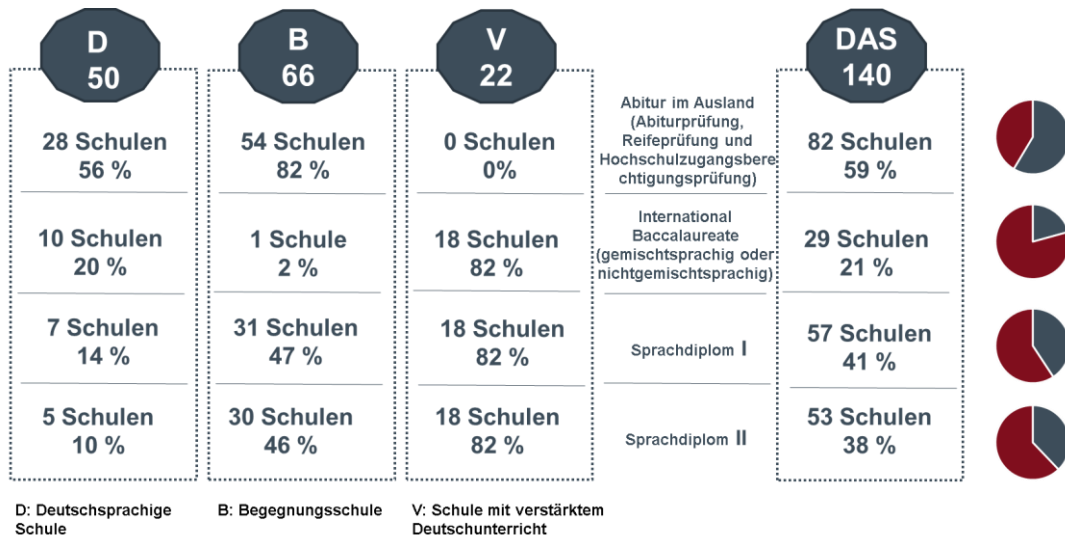 D
50
B
66
V
22
DAS
140
28 Schulen
56 %
54 Schulen
82 %
0 Schulen
0%
Abitur im Ausland
(Abiturprüfung,
Reifeprüfung und
Hochschulzugangsbere
chtigungsprüfung)
82 Schulen
59 %
10 Schulen
20 %
1 Schule
2 %
18 Schulen
82 %
International
Baccalaureate
(gemischtsprachig oder
nichtgemischtsprachig)
29 Schulen
21 %
7 Schulen
14 %
31 Schulen
47 %
18 Schulen
82 %
Sprachdiplom I
57 Schulen
41 %
5 Schulen
10 %
30 Schulen
46 %
18 Schulen
82 %
Sprachdiplom II
53 Schulen
38 %
D: Deutschsprachige
Schule
B: Begegnungsschule
V: Schule mit verstärktem
Deutschunterricht